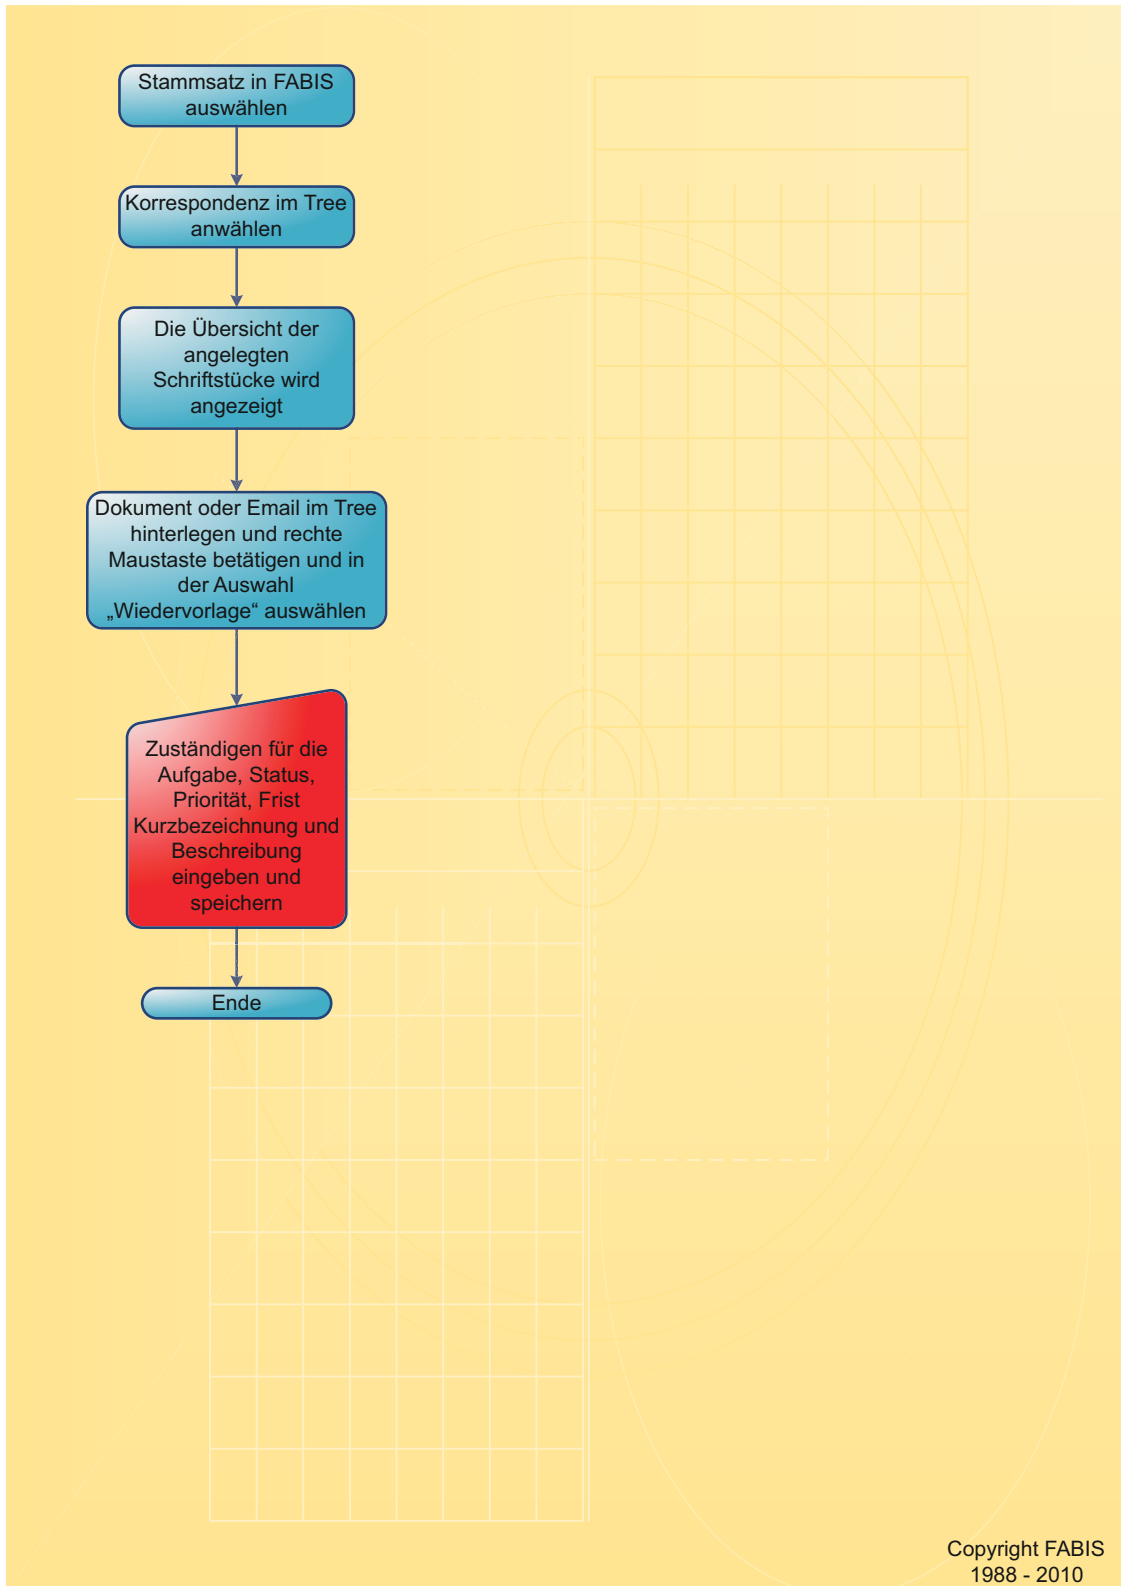 Stammsatz in FABIS
auswählen
Korrespondenz im Tree
anwählen
Die Übersicht der
angelegten
Schriftstücke wird
angezeigt
Dokument oder Email im Tree
hinterlegen und rechte
Maustaste betätigen und in
der Auswahl
„Wiedervorlage“ auswählen
Zuständigen für die
Aufgabe, Status,
Priorität, Frist
Kurzbezeichnung und
Beschreibung
eingeben und
speichern
Ende
Copyright FABIS
1988 - 2010